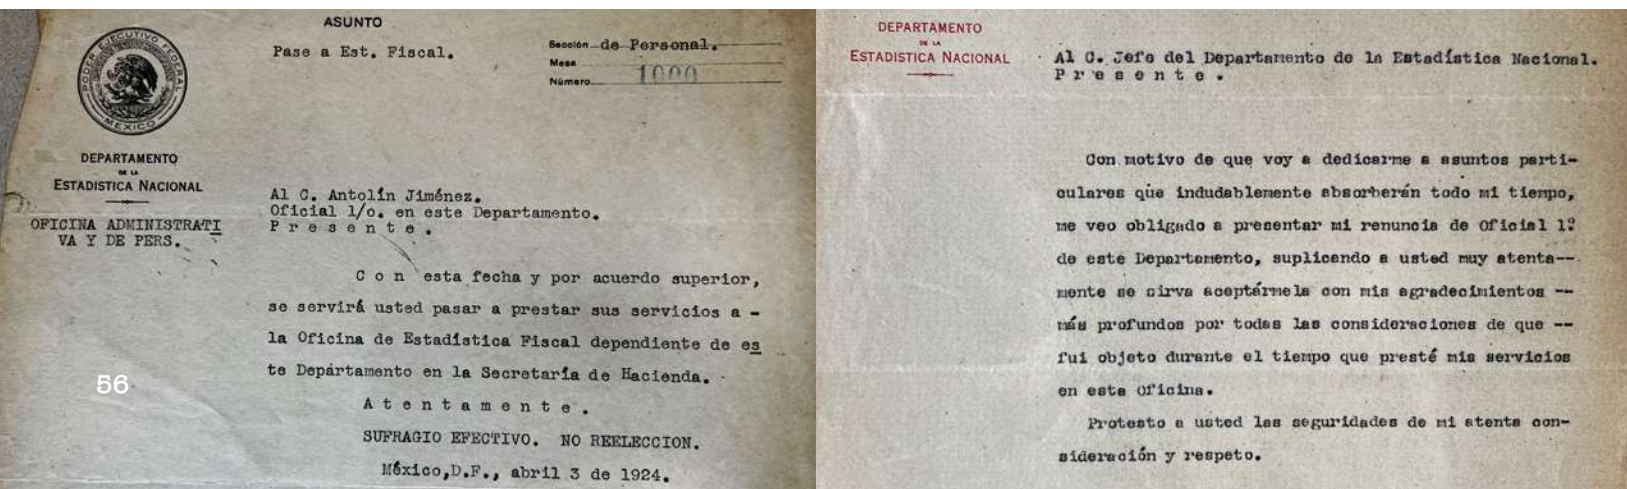 ASUNTO
Pase a Est. Fiscal.
Sección de Personal.
Mesa
Número 1000
PODER EJECUTIVO FEDERAL
MEXICO
DEPARTAMENTO
DE LA
ESTADISTICA NACIONAL
OFICINA ADMINISTRATI
VA Y DE PERS.
Al C. Antolín Jiménez.
Oficial 1/o. en este Departamento.
P r e s e n t e .
C o n esta fecha y por acuerdo superior,
se servirá usted pasar a prestar sus servicios a -
la Oficina de Estadística Fiscal dependiente de es
te Departamento en la Secretaría de Hacienda.
A t e n t a m e n t e .
SUFRAGIO EFECTIVO. NO REELECCION.
México,D.F., abril 3 de 1924.
56
DEPARTAMENTO
DE LA
ESTADISTICA NACIONAL
Al C. Jefe del Departamento de la Estadística Nacional.
P r e s e n t e .
Con motivo de que voy a dedicarme a asuntos parti-
culares que indudablemente absorberán todo mi tiempo,
me veo obligado a presentar mi renuncia de Oficial 1º
de este Departamento, suplicando a usted muy atenta--
mente se sirva aceptármela con mis agradecimientos --
más profundos por todas las consideraciones de que --
fui objeto durante el tiempo que presté mis servicios
en esta Oficina.
Protesto a usted las seguridades de mi atenta con-
sideración y respeto.